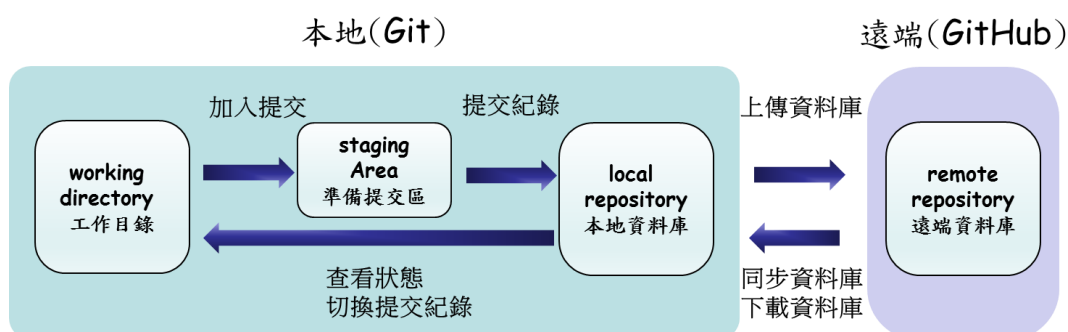 本地(Git)
遠端(GitHub)
加入提交
提交紀錄
上傳資料庫
working
directory
工作目錄
staging
Area
準備提交區
local
repository
本地資料庫
remote
repository
遠端資料庫
查看狀態
切換提交紀錄
同步資料庫
下載資料庫